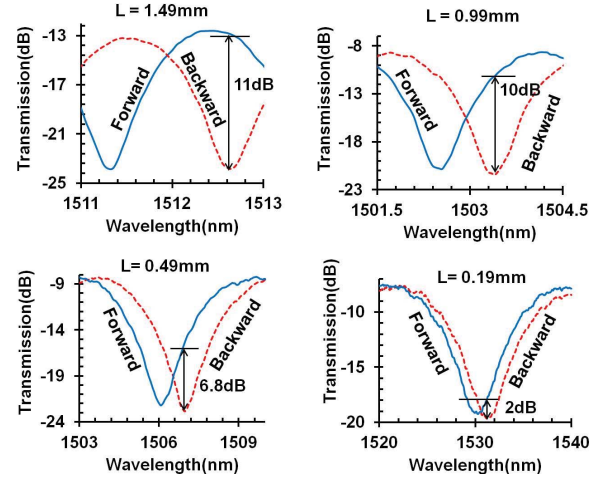 L = 1.49mm
Transmission(dB)
-13
-17
-21
-25
Forward
Backward
11dB
1511
1512
1513
Wavelength(nm)
L = 0.99mm
Transmission(dB)
-8
-13
-18
-23
Forward
Backward
10dB
1501.5
1503
1504.5
Wavelength(nm)
L= 0.49mm
Transmission(dB)
-9
-14
-19
-24
Forward
Backward
6.8dB
1503
1506
1509
Wavelength(nm)
L= 0.19mm
Transmission(dB)
-10
-15
-20
Forward
Backward
2dB
1520
1530
1540
Wavelength(nm)